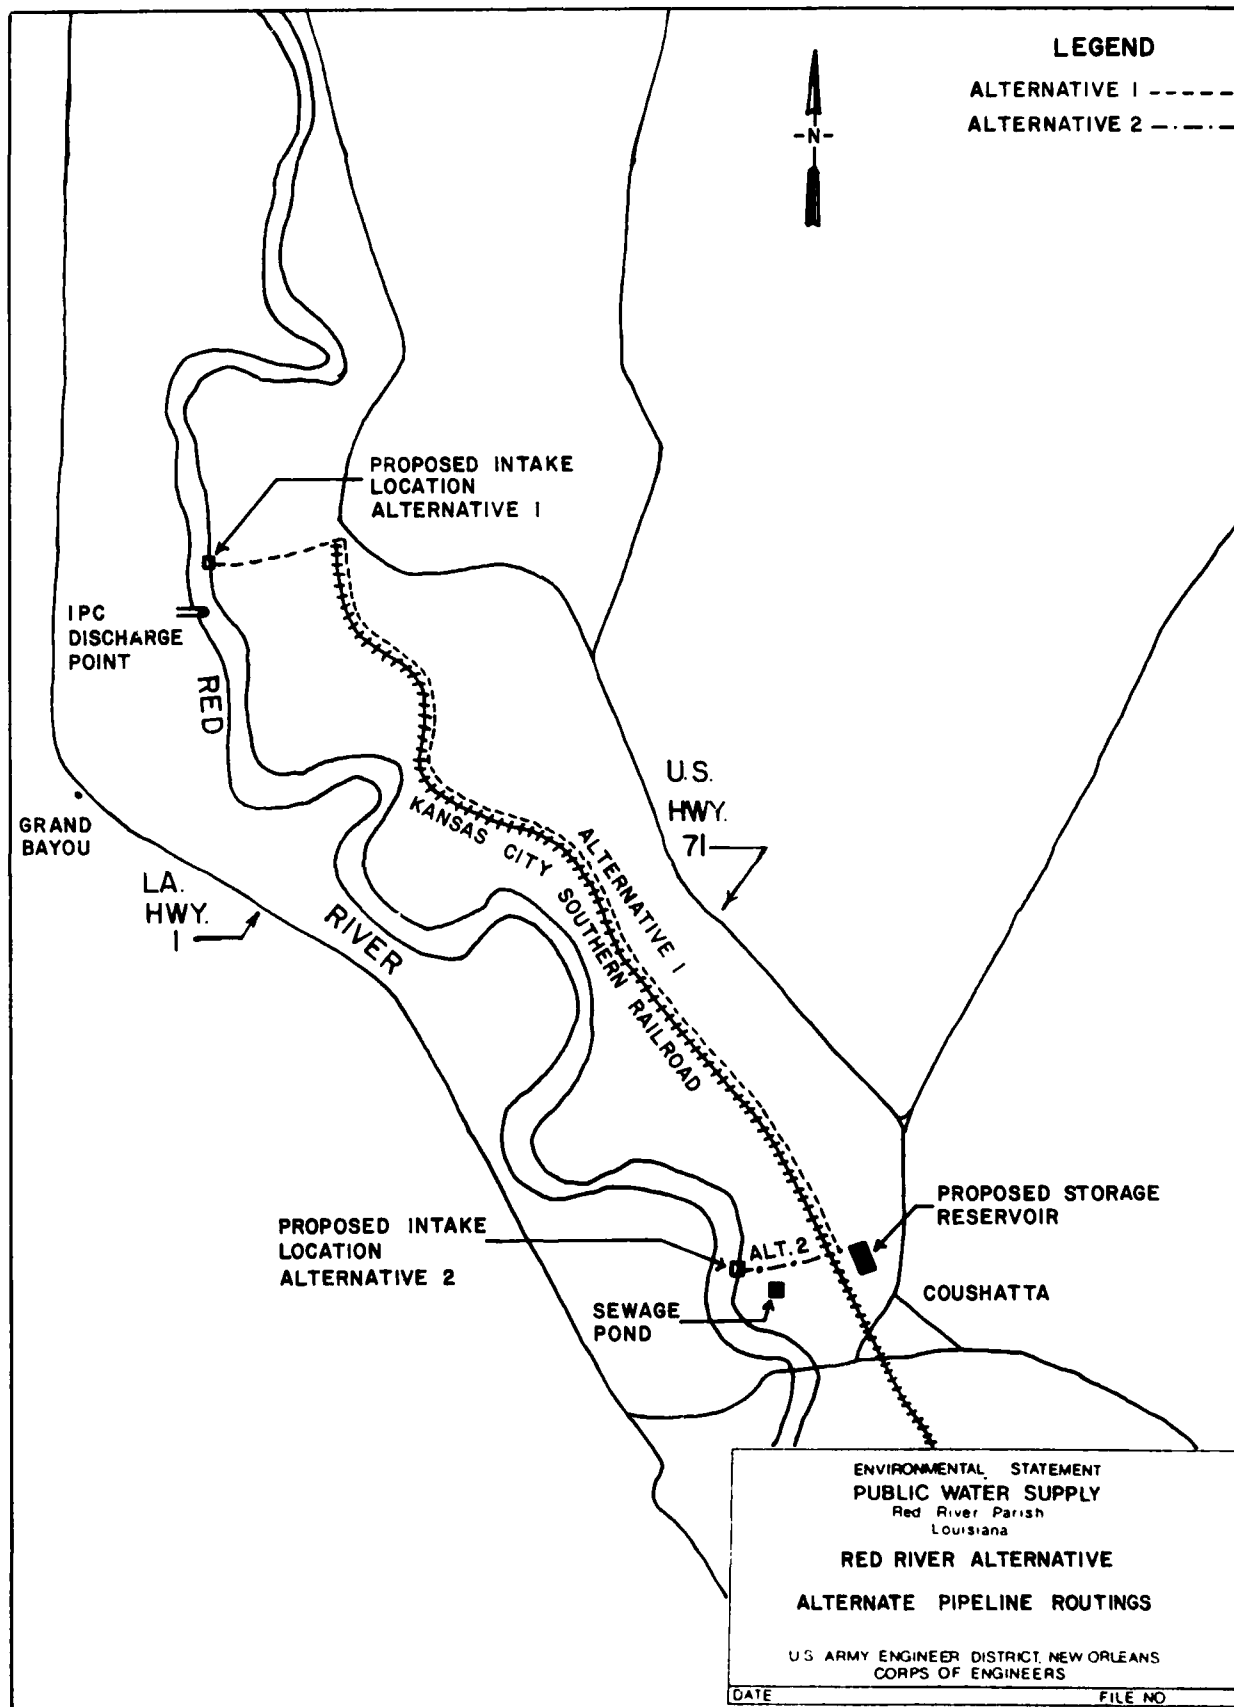 LEGEND
ALTERNATIVE 1
ALTERNATIVE 2
-N-
PROPOSED INTAKE
LOCATION
ALTERNATIVE 1
IPC
DISCHARGE
POINT
RED
RIVER
GRAND
BAYOU
LA.
HWY.
1
U.S.
HWY.
71
KANSAS CITY SOUTHERN RAILROAD
ALTERNATIVE 1
PROPOSED STORAGE
RESERVOIR
PROPOSED INTAKE
LOCATION
ALTERNATIVE 2
ALT. 2
SEWAGE
POND
COUSHATTA
ENVIRONMENTAL STATEMENT
PUBLIC WATER SUPPLY
Red River Parish
Louisiana
RED RIVER ALTERNATIVE
ALTERNATE PIPELINE ROUTINGS
U S ARMY ENGINEER DISTRICT, NEW ORLEANS
CORPS OF ENGINEERS
DATE FILE NO